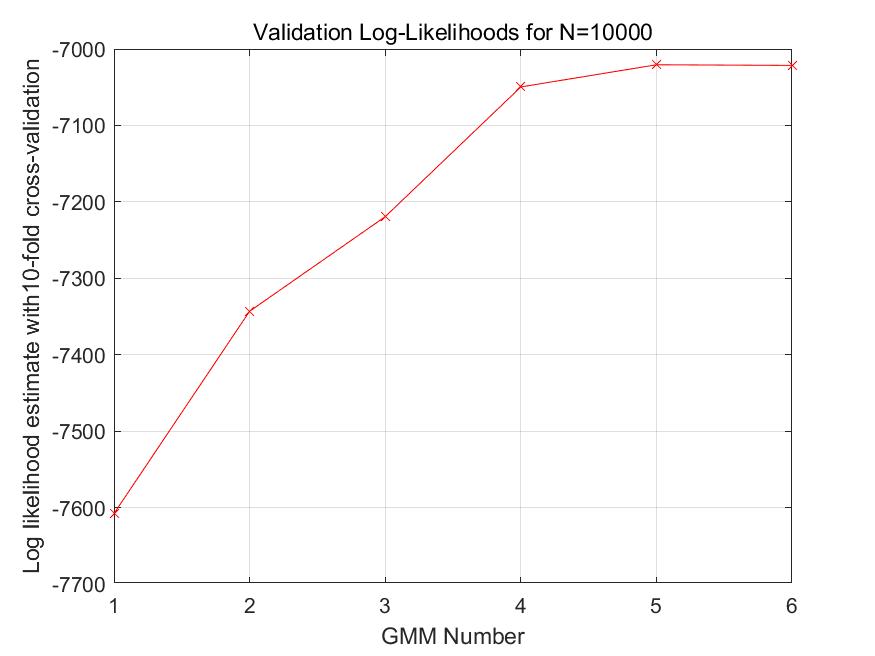 Validation Log-Likelihoods for N=10000
Log likelihood estimate with10-fold cross-validation
-7000
-7100
-7200
-7300
-7400
-7500
-7600
-7700
1 2 3 4 5 6
GMM Number